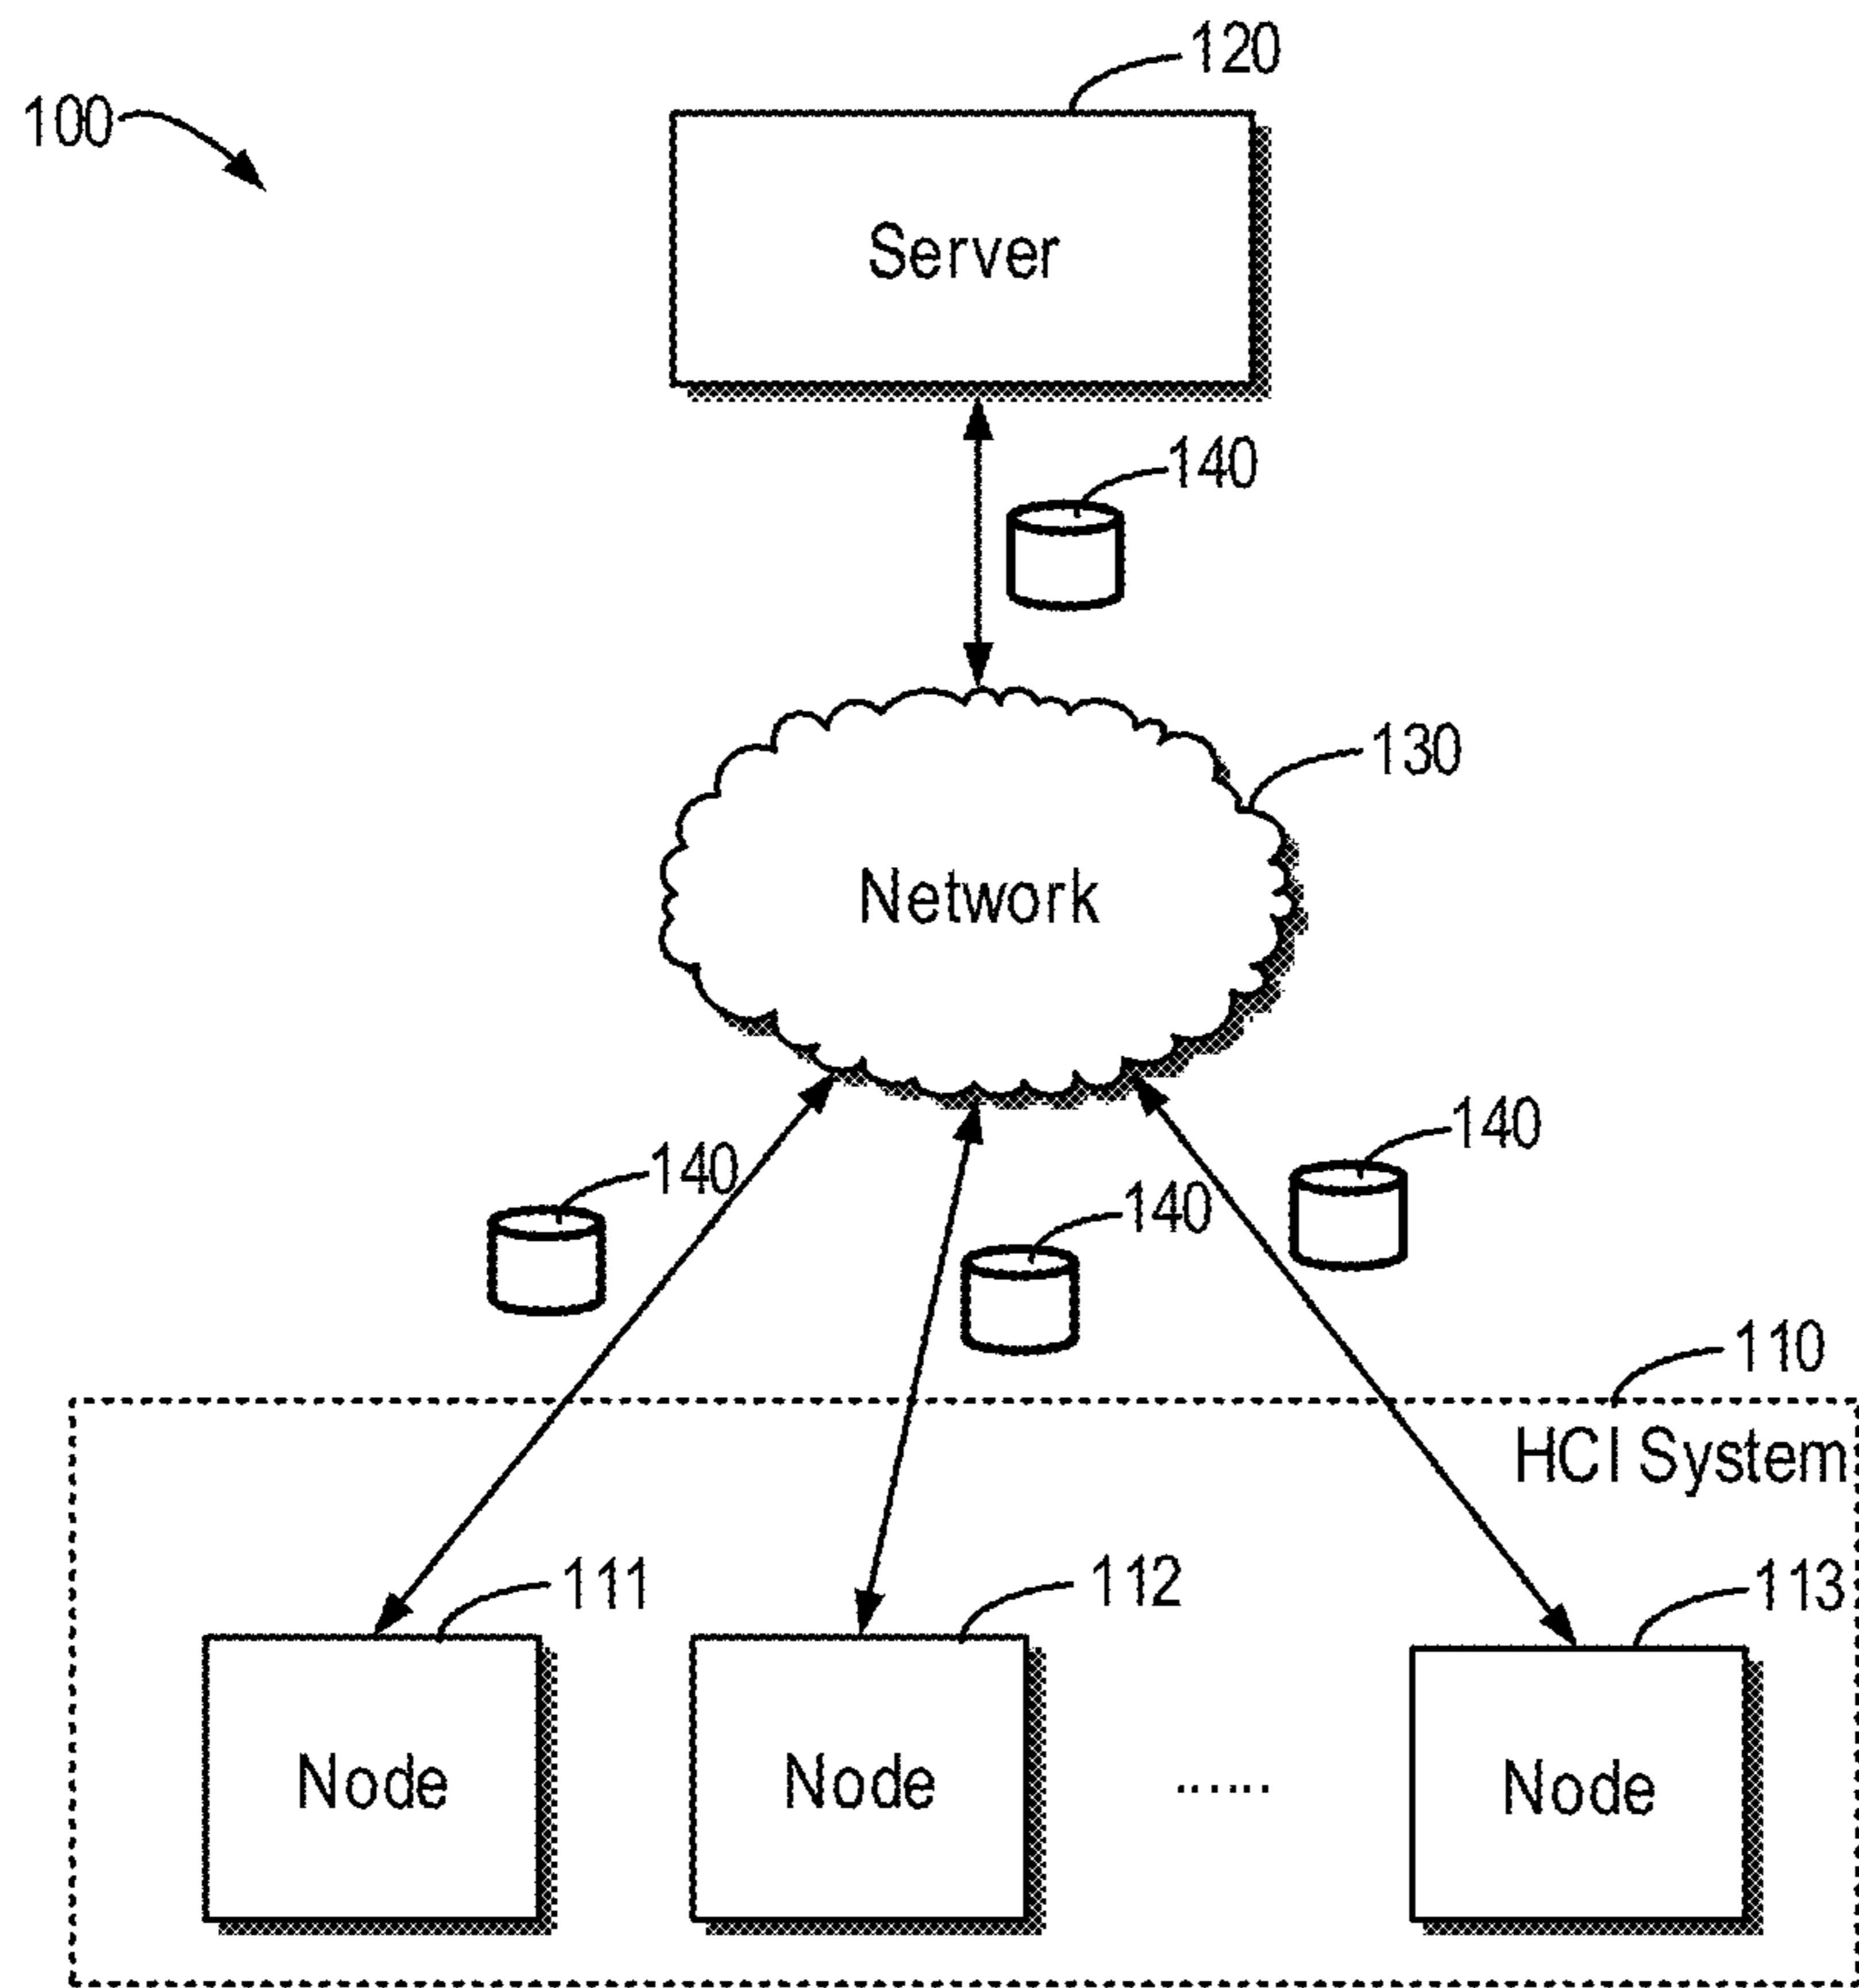 120
100
Server
140
130
Network
140
140
140
110
HCI System
111
112
113
Node
Node
......
Node